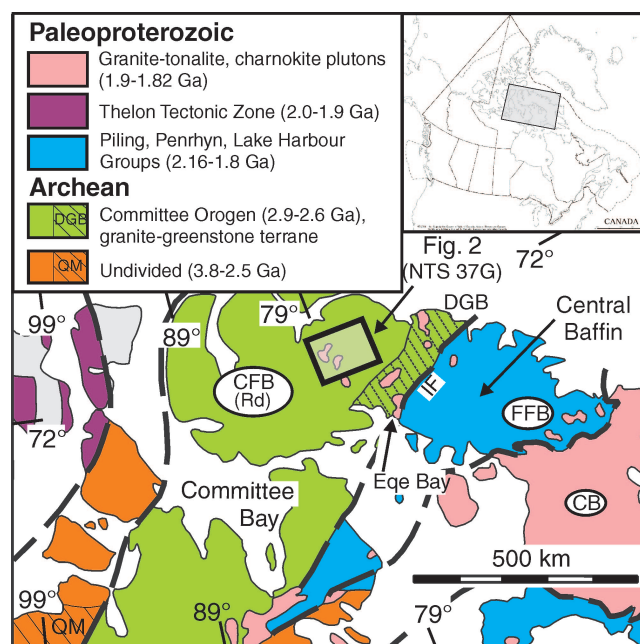 Paleoproterozoic
Granite-tonalite, charnokite plutons
(1.9-1.82 Ga)
Thelon Tectonic Zone (2.0-1.9 Ga)
Piling, Penrhyn, Lake Harbour
Groups (2.16-1.8 Ga)
Archean
DGB
Committee Orogen (2.9-2.6 Ga),
granite-greenstone terrane
QM
Undivided (3.8-2.5 Ga)
CANADA
Fig. 2
(NTS 37G)
72°
99°
89°
79°
DGB
Central
Baffin
CFB
(Rd)
IF
FFB
72°
Eqe Bay
Committee
Bay
CB
500 km
99°
QM
89°
79°